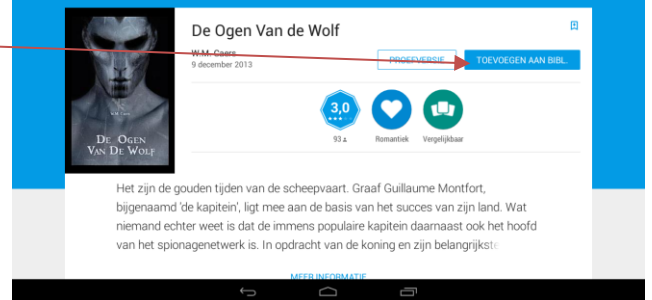 De Ogen Van de Wolf
W.M. Caers
9 december 2013
PROEFVERSIE
TOEVOEGEN AAN BIBL.
W.M. Caers
DE OGEN
VAN DE WOLF
3,0
93
Romantiek
Vergelijkbaar
Het zijn de gouden tijden van de scheepvaart. Graaf Guillaume Montfort,
bijgenaamd 'de kapitein', ligt mee aan de basis van het succes van zijn land. Wat
niemand echter weet is dat de immens populaire kapitein daarnaast ook het hoofd
van het spionagenetwerk is. In opdracht van de koning en zijn belangrijkste
MEER INFORMATIE